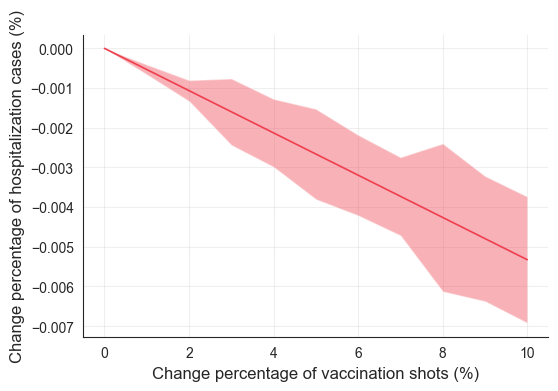 Change percentage of hospitalization cases (%)
0.000
−0.001
−0.002
−0.003
−0.004
−0.005
−0.006
−0.007
0 2 4 6 8 10
Change percentage of vaccination shots (%)